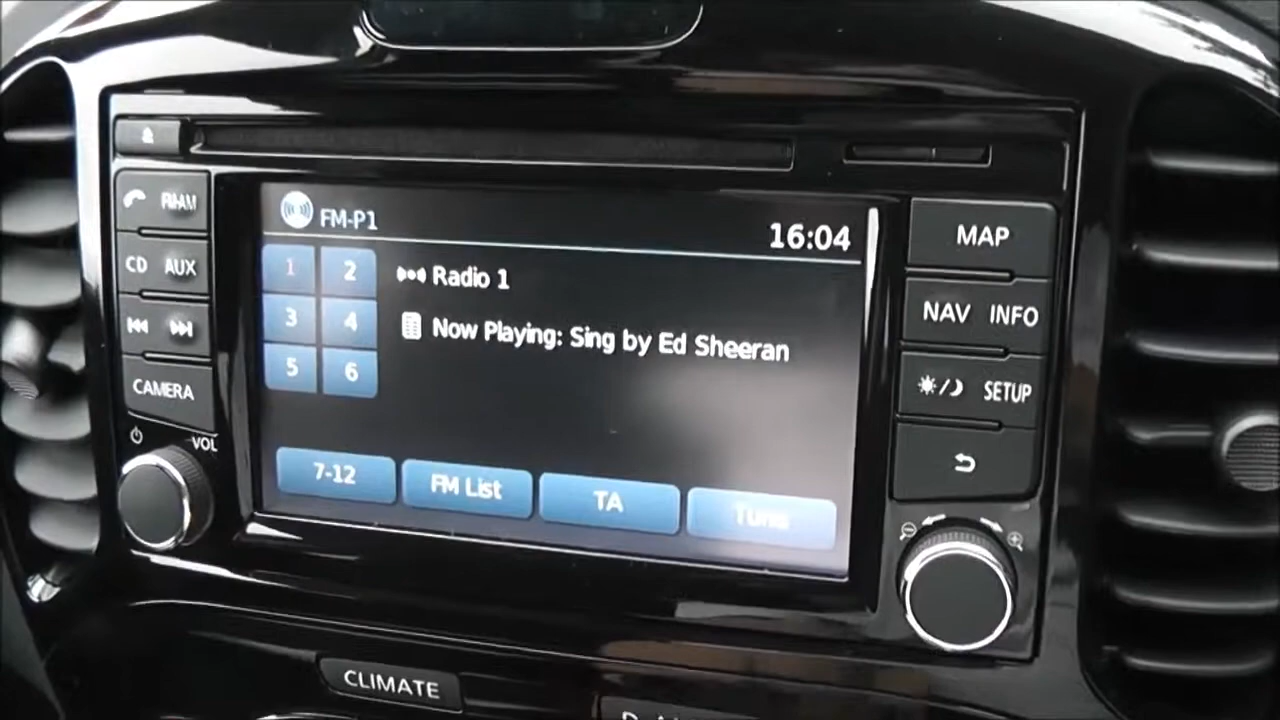 FM-P1
16:04
MAP
1 2
Radio 1
CD AUX
NAV INFO
3 4
Now Playing: Sing by Ed Sheeran
5 6
CAMERA
SETUP
VOL
7-12
FM List
TA
Tune
CLIMATE